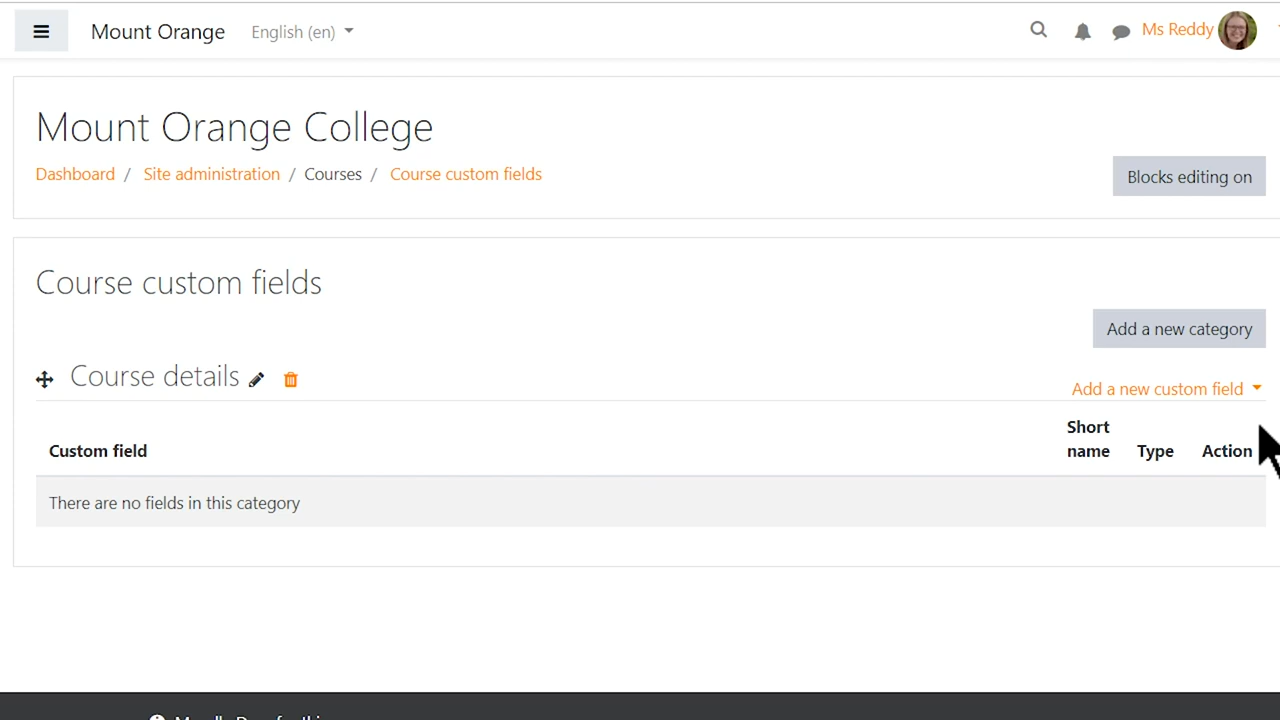 Mount Orange English (en) Ms Reddy
Mount Orange College
Dashboard / Site administration / Courses / Course custom fields
Blocks editing on
Course custom fields
Add a new category
Course details
Add a new custom field
Custom field Short name Type Action
There are no fields in this category